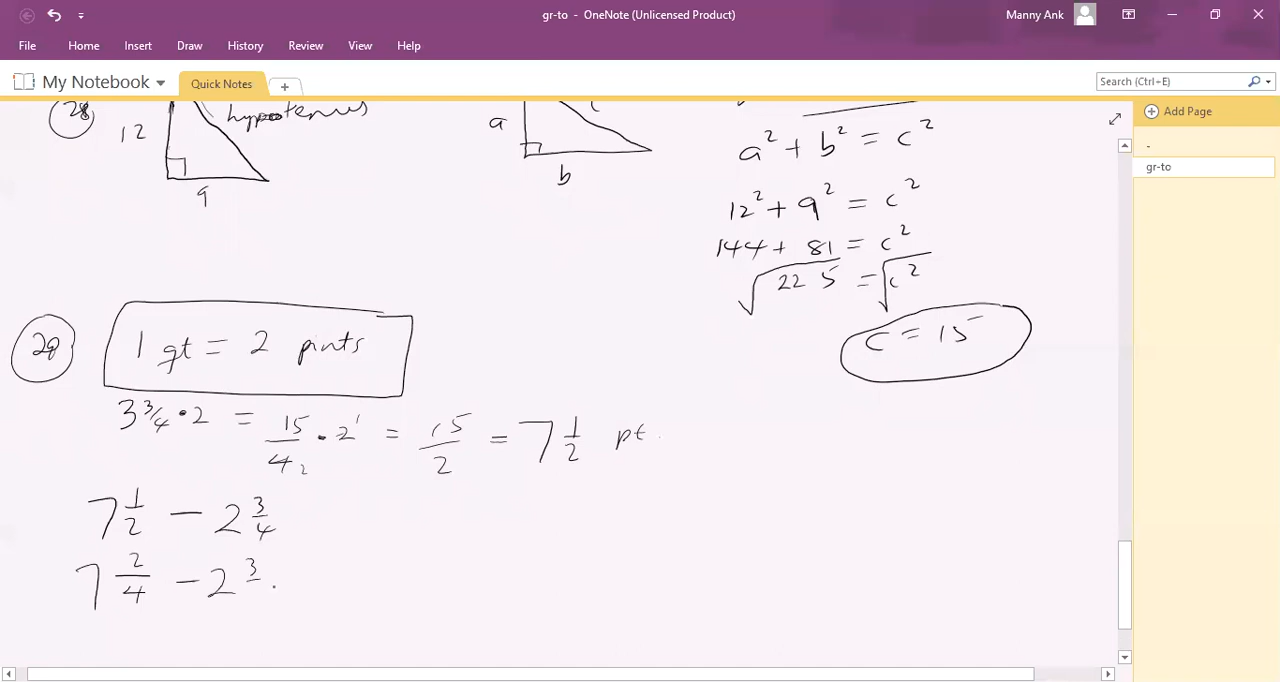 gr-to - OneNote (Unlicensed Product)
Manny Ank
File Home Insert Draw History Review View Help
My Notebook
Quick Notes
+
Search (Ctrl+E)
Add Page
-
gr-to
28
12
hypotenus
9
a
b
c
a² + b² = c²
12² + 9² = c²
144 + 81 = c²
√225 = √c²
c = 15
29
1 qt = 2 pints
3 3/4 • 2 = 15/4 2 • 2 1 = 15/2 = 7 1/2 pt.
7 1/2 - 2 3/4
7 2/4 - 2 3/